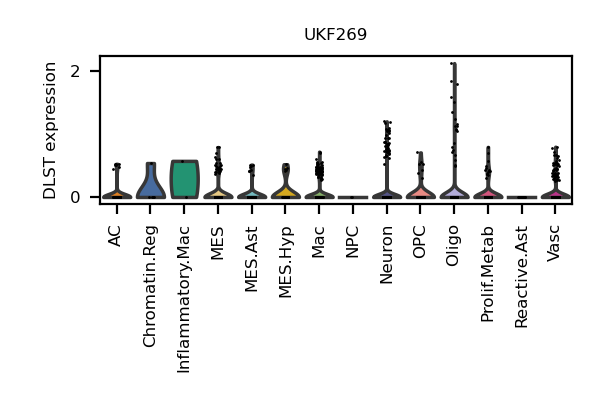 UKF269
DLST expression
2
0
AC
Chromatin.Reg
Inflammatory.Mac
MES
MES.Ast
MES.Hyp
Mac
NPC
Neuron
OPC
Oligo
Prolif.Metab
Reactive.Ast
Vasc